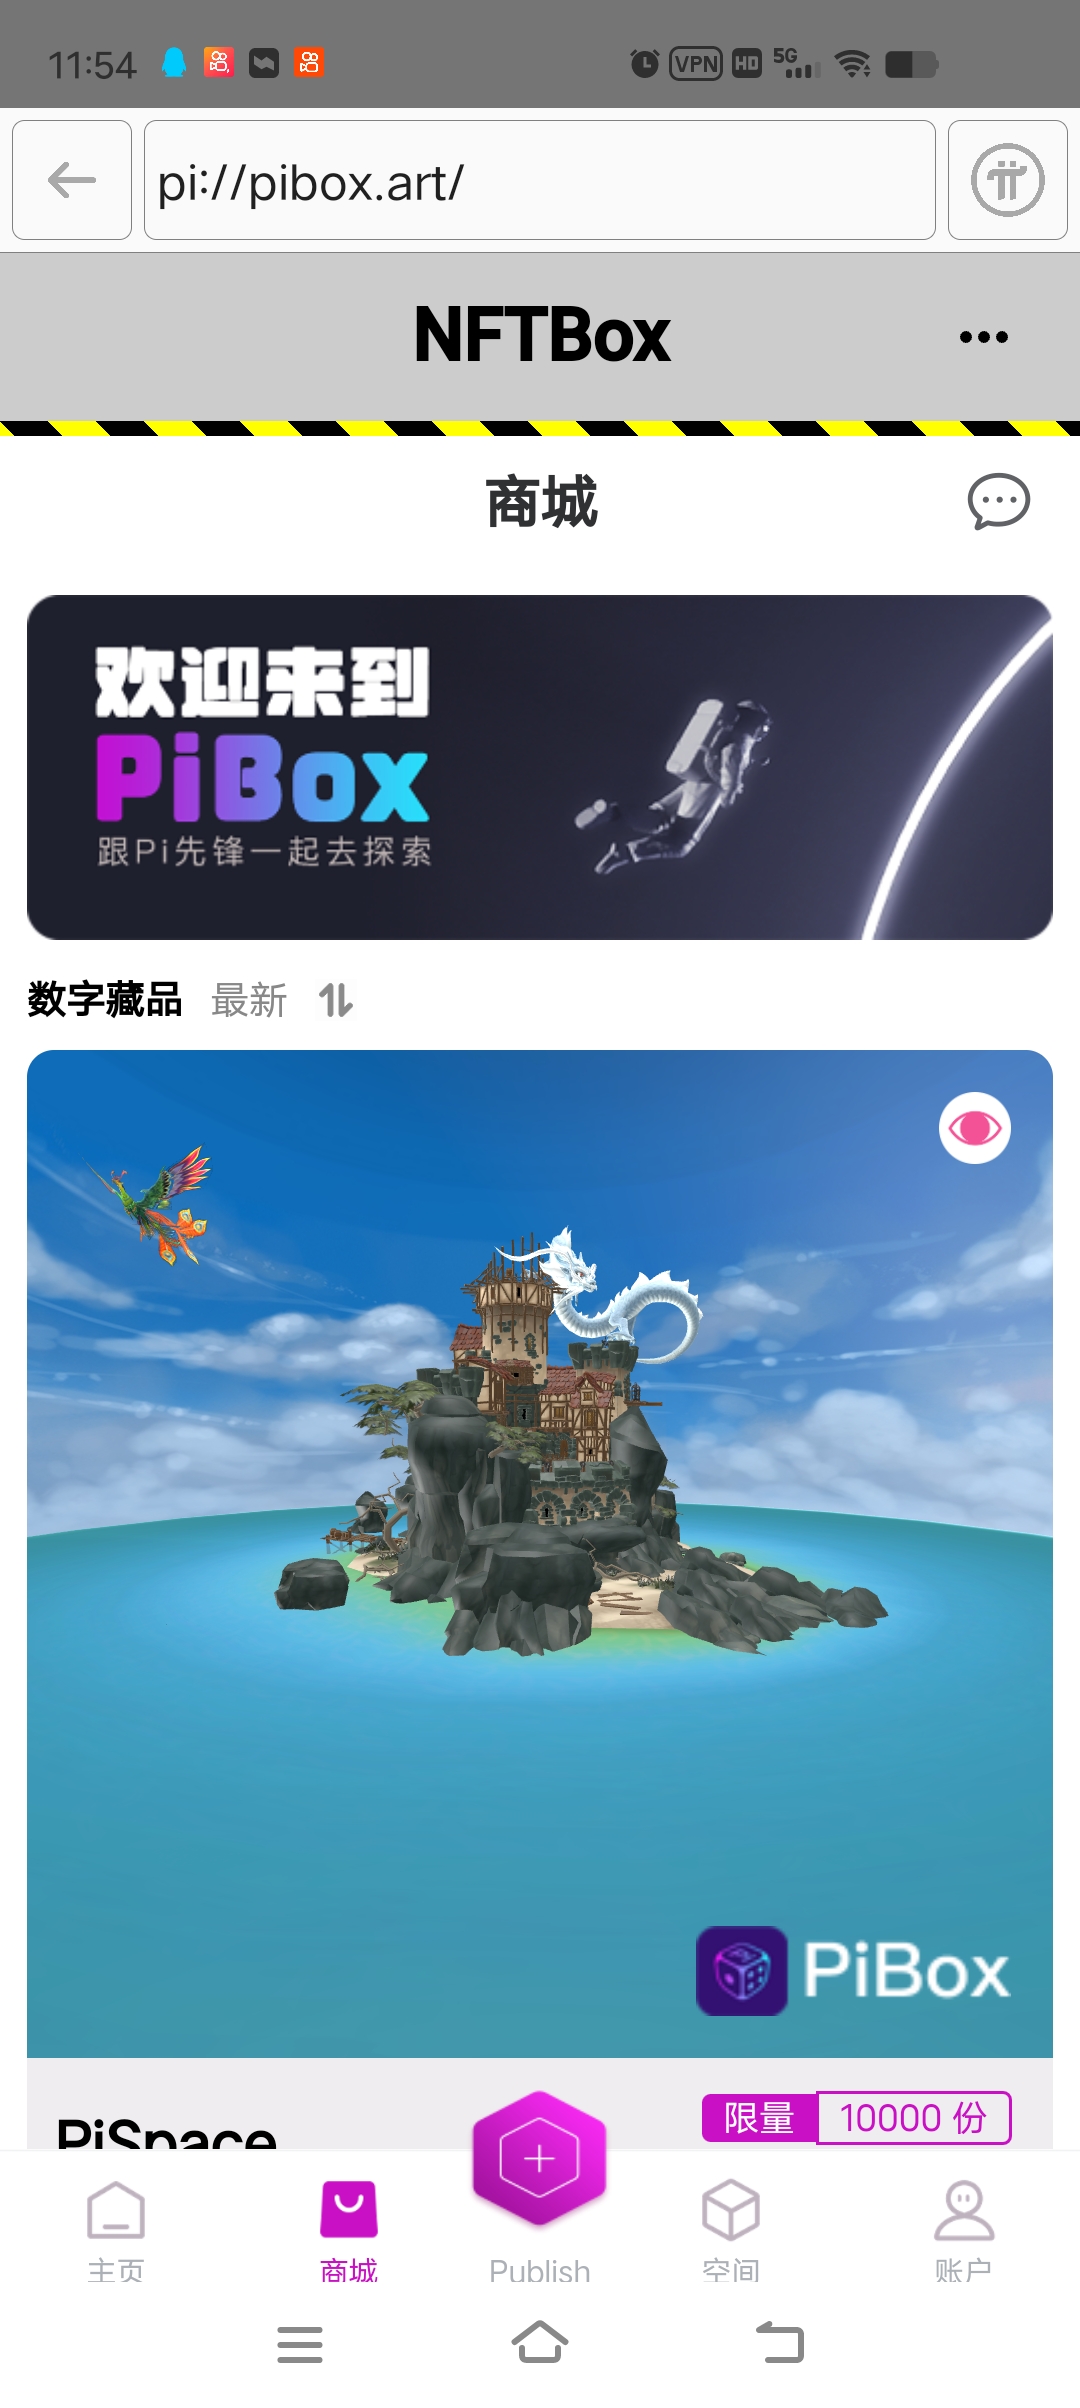 11:54
VPN
HD
5G
pi://pibox.art/
NFTBox
商城
欢迎来到
PiBox
跟Pi先锋一起去探索
数字藏品 最新
PiBox
PiSpace
限量 10000 份
主页
商城
Publish
空间
账户